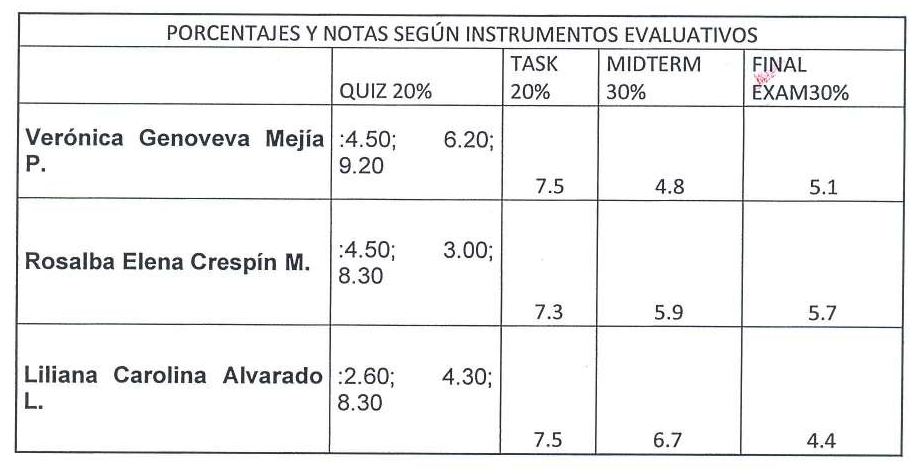 PORCENTAJES Y NOTAS SEGÚN INSTRUMENTOS EVALUATIVOS
QUIZ 20%
TASK
20%
MIDTERM
30%
FINAL
EXAM30%
Verónica Genoveva Mejía
P.
:4.50; 6.20;
9.20
7.5
4.8
5.1
Rosalba Elena Crespín M.
:4.50; 3.00;
8.30
7.3
5.9
5.7
Liliana Carolina Alvarado
L.
:2.60; 4.30;
8.30
7.5
6.7
4.4